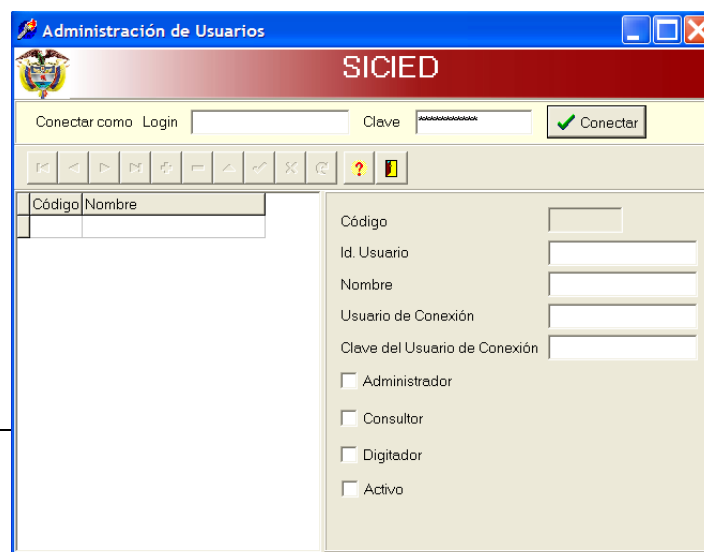 Administración de Usuarios
SICIED
Conectar como Login Clave ************ Conectar
?
Código Nombre
Código
Id. Usuario
Nombre
Usuario de Conexión
Clave del Usuario de Conexión
Administrador
Consultor
Digitador
Activo